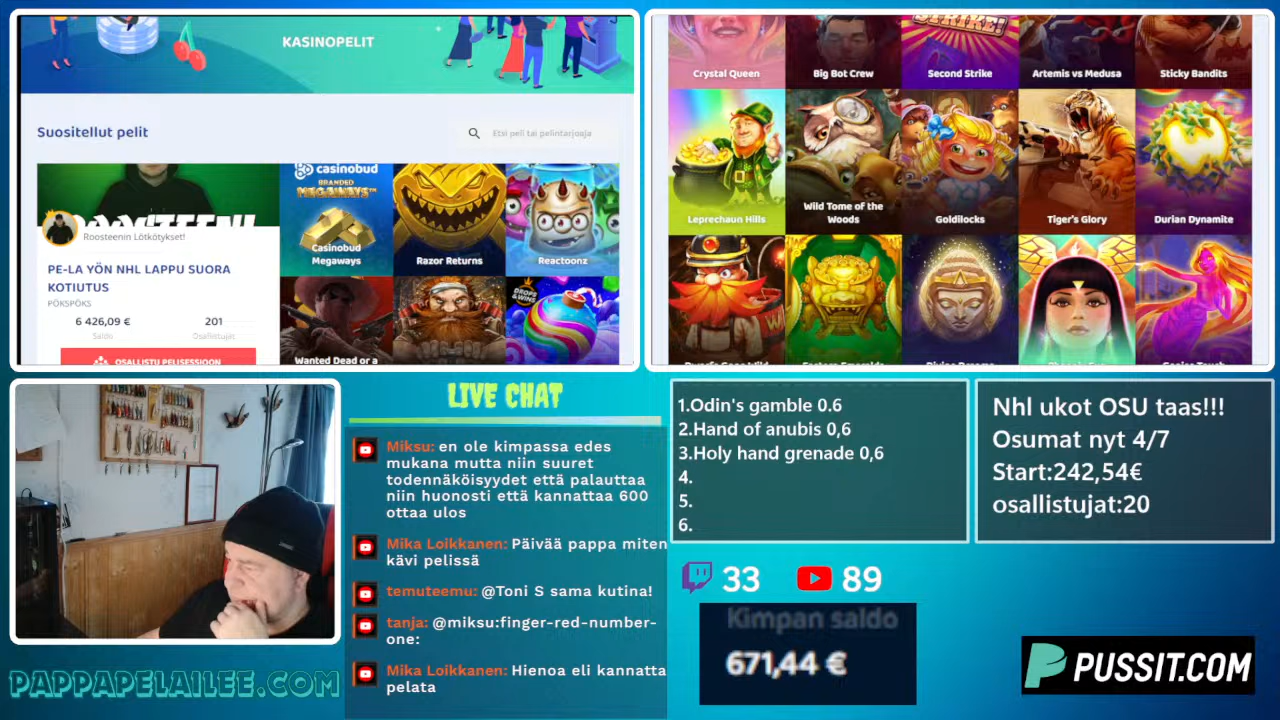 KASINOPELIT
Suositellut pelit
Etsi peli tai pelintarjoaja
Roosteenin Lötkötykset!
PE-LA YÖN NHL LAPPU SUORA
KOTIUTUS
PÖKSPÖKS
6 426,09 €
201
Saldo
Osallistujat
OSALLISTU PELISESSIOON
casinobud
BRANDED
MEGAWAYS
Casinobud
Megaways
Razor Returns
Reactoonz
Wanted Dead or a
DROPS
& WINS
STRIKE!
Crystal Queen
Big Bot Crew
Second Strike
Artemis vs Medusa
Sticky Bandits
Leprechaun Hills
Wild Tome of the
Woods
Goldilocks
Tiger's Glory
Durian Dynamite
LIVE CHAT
Miksu: en ole kimpassa edes
mukana mutta niin suuret
todennäköisyydet että palauttaa
niin huonosti että kannattaa 600
ottaa ulos
Mika Loikkanen: Päivää pappa miten
kävi pelissä
temuteemu: @Toni S sama kutina!
tanja: @miksu:finger-red-number-
one:
Mika Loikkanen: Hienoa eli kannatta
pelata
1.Odin's gamble 0.6
2.Hand of anubis 0,6
3.Holy hand grenade 0,6
4.
5.
6.
Nhl ukot OSU taas!!!
Osumat nyt 4/7
Start:242,54€
osallistujat:20
33
89
Kimpan saldo
671,44 €
PAPPAPELAILEE.COM
PUSSIT.COM